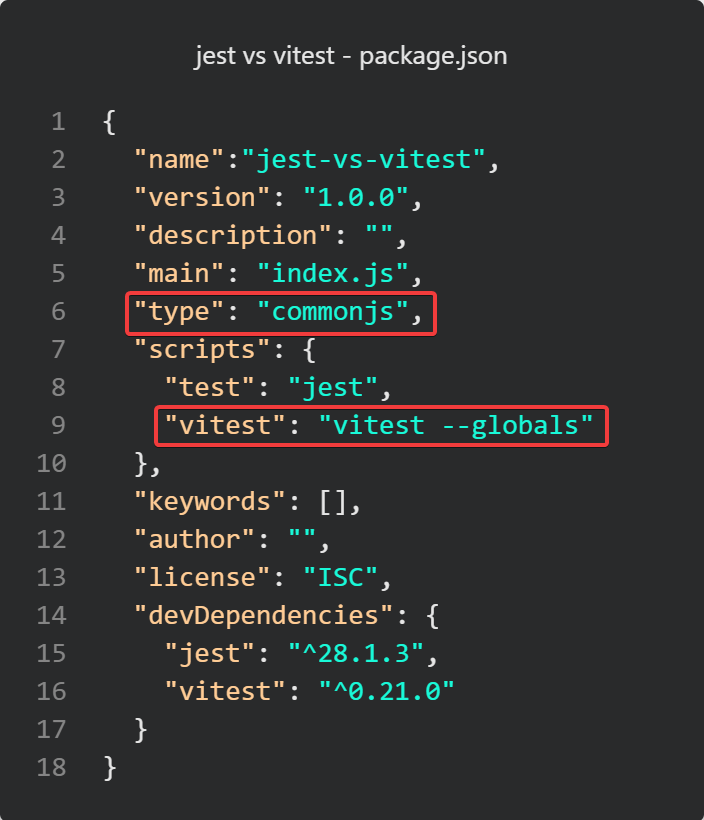 jest vs vitest - package.json
1 {
2   "name":"jest-vs-vitest",
3   "version": "1.0.0",
4   "description": "",
5   "main": "index.js",
6   "type": "commonjs",
7   "scripts": {
8     "test": "jest",
9     "vitest": "vitest --globals"
10   },
11   "keywords": [],
12   "author": "",
13   "license": "ISC",
14   "devDependencies": {
15     "jest": "^28.1.3",
16     "vitest": "^0.21.0"
17   }
18 }